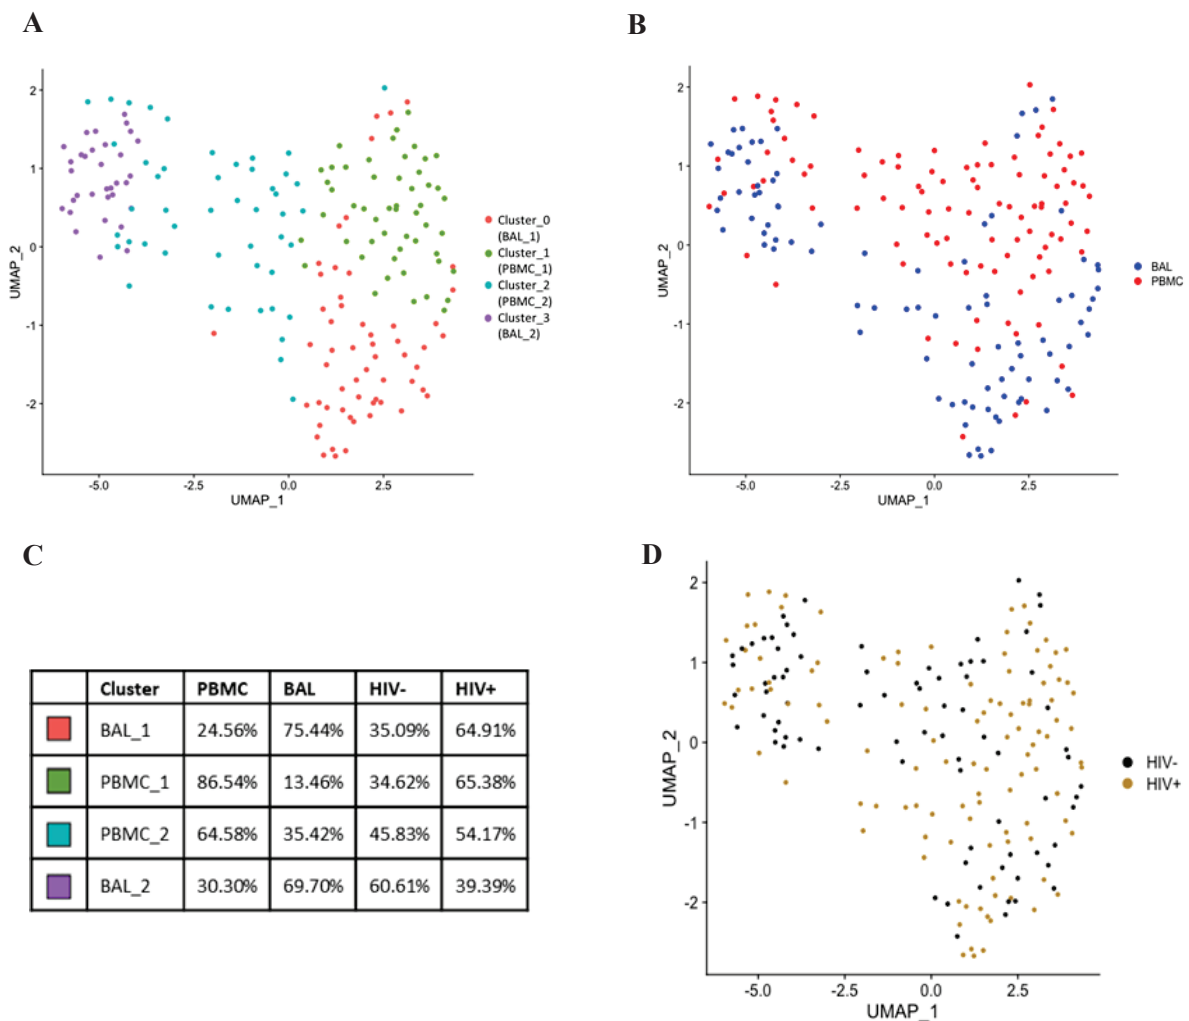 A
2
1
0
-1
-2
UMAP_2
-5.0 -2.5 0.0 2.5
UMAP_1
Cluster_0
(BAL_1)
Cluster_1
(PBMC_1)
Cluster_2
(PBMC_2)
Cluster_3
(BAL_2)
B
2
1
0
-1
-2
UMAP_2
-5.0 -2.5 0.0 2.5
UMAP_1
BAL
PBMC
C
Cluster PBMC BAL HIV- HIV+
BAL_1 24.56% 75.44% 35.09% 64.91%
PBMC_1 86.54% 13.46% 34.62% 65.38%
PBMC_2 64.58% 35.42% 45.83% 54.17%
BAL_2 30.30% 69.70% 60.61% 39.39%
D
2
1
0
-1
-2
UMAP_2
-5.0 -2.5 0.0 2.5
UMAP_1
HIV-
HIV+